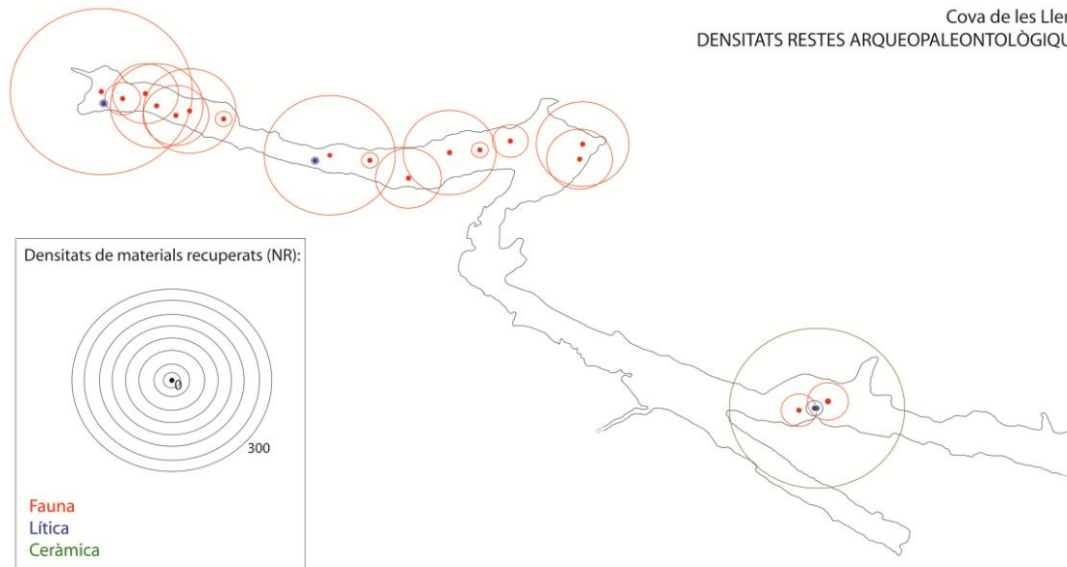 Cova de les Ller
DENSITATS RESTES ARQUEOPALEONTOLÒGIQU
Densitats de materials recuperats (NR):
0
300
Fauna
Lítica
Ceràmica